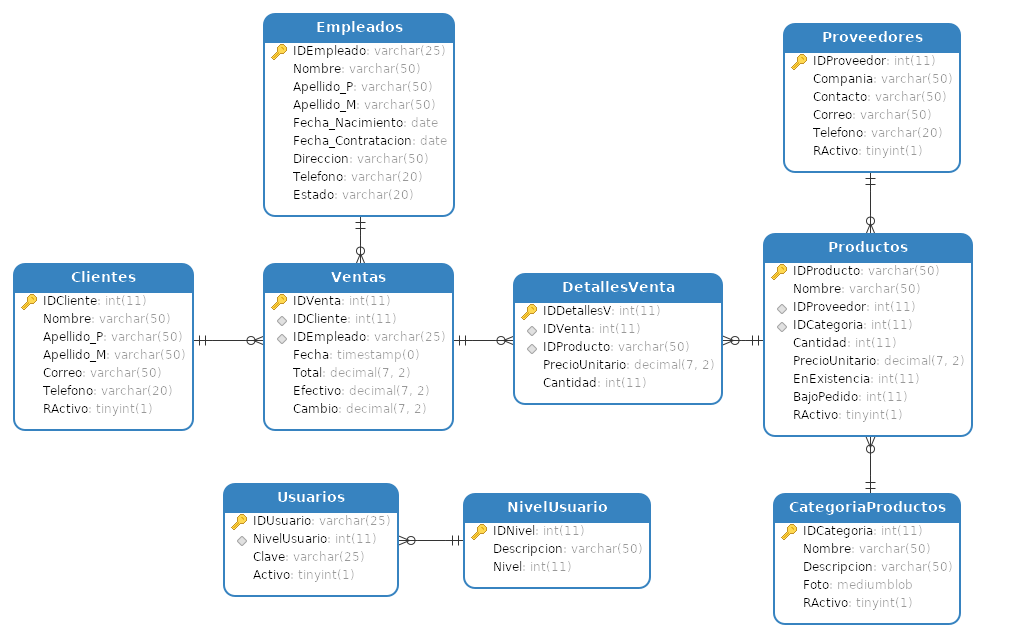 Empleados
IDEmpleado: varchar(25)
Nombre: varchar(50)
Apellido_P: varchar(50)
Apellido_M: varchar(50)
Fecha_Nacimiento: date
Fecha_Contratacion: date
Direccion: varchar(50)
Telefono: varchar(20)
Estado: varchar(20)
Proveedores
IDProveedor: int(11)
Compania: varchar(50)
Contacto: varchar(50)
Correo: varchar(50)
Telefono: varchar(20)
RActivo: tinyint(1)
Clientes
IDCliente: int(11)
Nombre: varchar(50)
Apellido_P: varchar(50)
Apellido_M: varchar(50)
Correo: varchar(50)
Telefono: varchar(20)
RActivo: tinyint(1)
Ventas
IDVenta: int(11)
IDCliente: int(11)
IDEmpleado: varchar(25)
Fecha: timestamp(0)
Total: decimal(7, 2)
Efectivo: decimal(7, 2)
Cambio: decimal(7, 2)
DetallesVenta
IDDetallesV: int(11)
IDVenta: int(11)
IDProducto: varchar(50)
PrecioUnitario: decimal(7, 2)
Cantidad: int(11)
Productos
IDProducto: varchar(50)
Nombre: varchar(50)
IDProveedor: int(11)
IDCategoria: int(11)
Cantidad: int(11)
PrecioUnitario: decimal(7, 2)
EnExistencia: int(11)
BajoPedido: int(11)
RActivo: tinyint(1)
Usuarios
IDUsuario: varchar(25)
NivelUsuario: int(11)
Clave: varchar(25)
Activo: tinyint(1)
NivelUsuario
IDNivel: int(11)
Descripcion: varchar(50)
Nivel: int(11)
CategoriaProductos
IDCategoria: int(11)
Nombre: varchar(50)
Descripcion: varchar(50)
Foto: mediumblob
RActivo: tinyint(1)